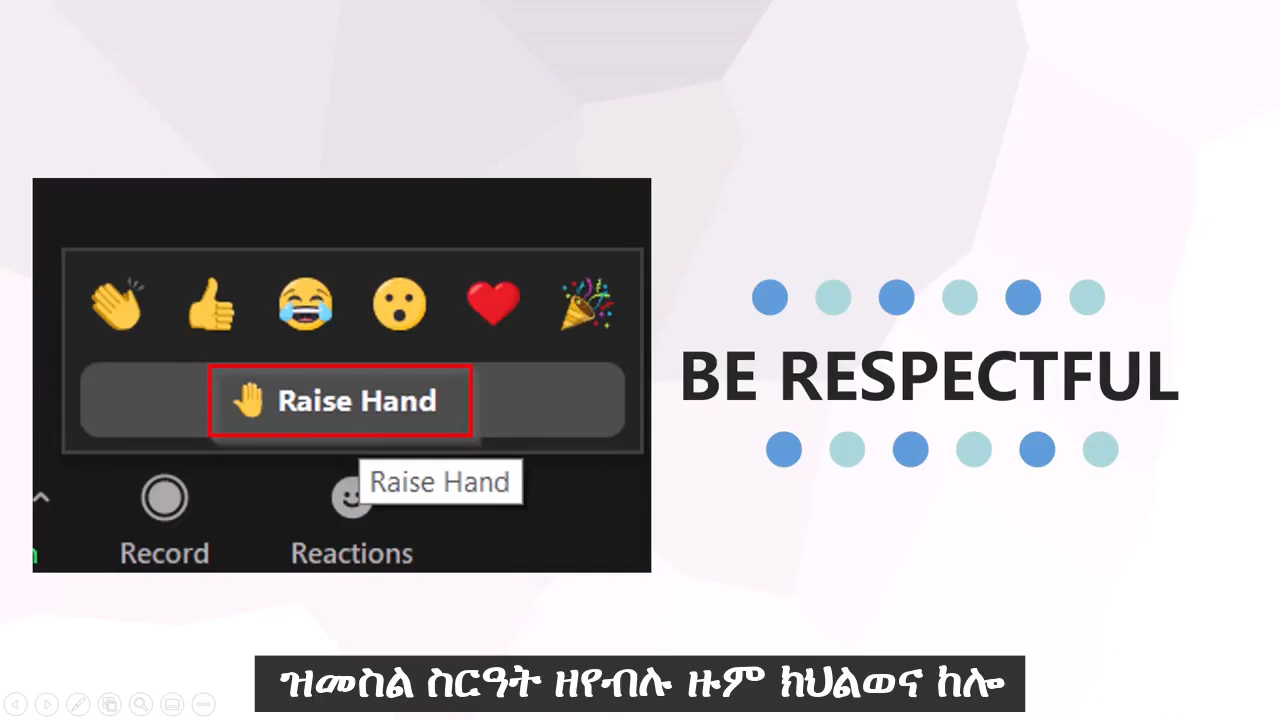 BE RESPECTFUL
Raise Hand
Raise Hand
Record
Reactions
ዝመስል ስርዓት ዘየብሉ ዙም ክህልወና ከሎ